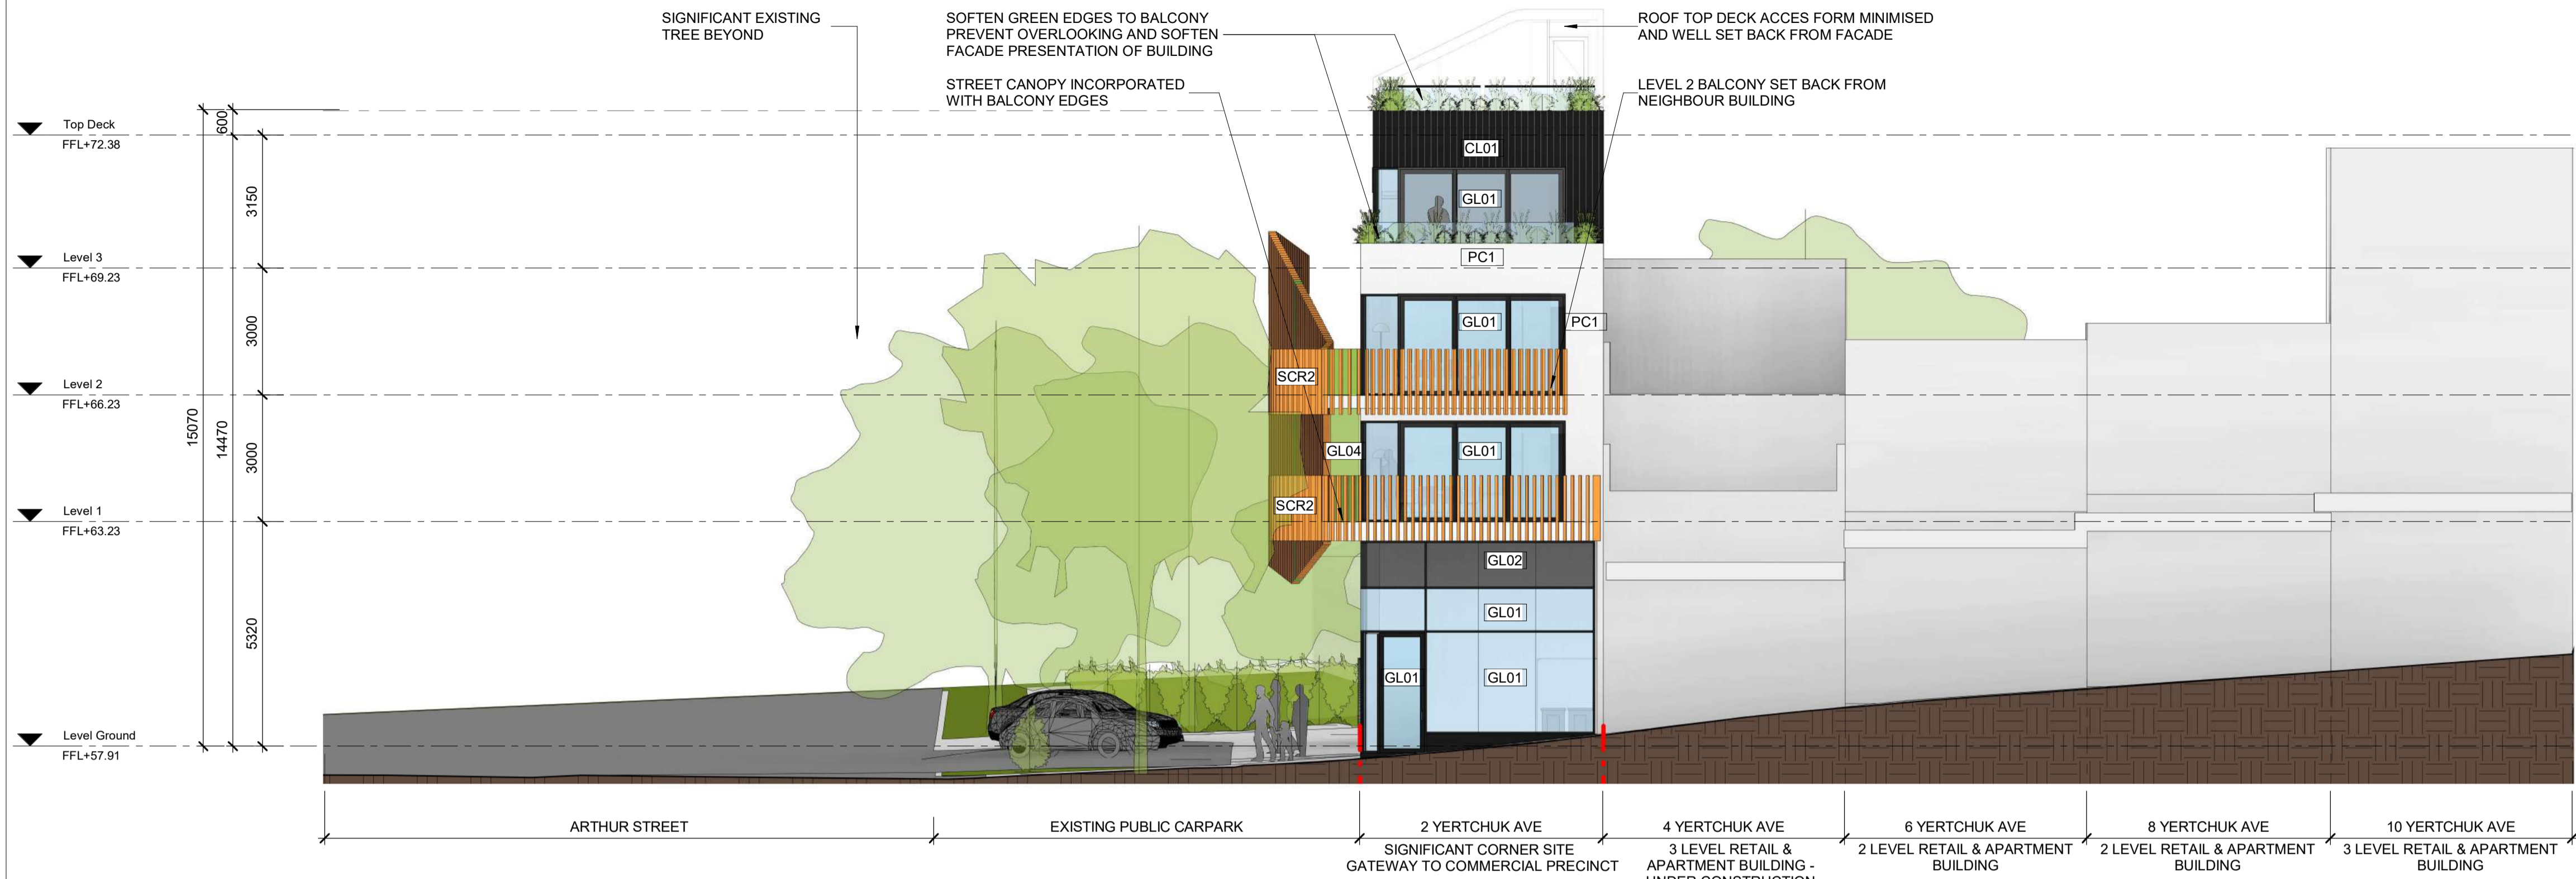 SIGNIFICANT EXISTING
TREE BEYOND
SOFTEN GREEN EDGES TO BALCONY
PREVENT OVERLOOKING AND SOFTEN
FACADE PRESENTATION OF BUILDING
STREET CANOPY INCORPORATED
WITH BALCONY EDGES
ROOF TOP DECK ACCES FORM MINIMISED
AND WELL SET BACK FROM FACADE
LEVEL 2 BALCONY SET BACK FROM
NEIGHBOUR BUILDING
Top Deck
FFL+72.38
Level 3
FFL+69.23
Level 2
FFL+66.23
Level 1
FFL+63.23
Level Ground
FFL+57.91
15070
600
14470
3150
3000
3000
5320
CL01
GL01
PC1
GL01
PC1
SCR2
GL04
GL01
SCR2
GL02
GL01
GL01
GL01
ARTHUR STREET
EXISTING PUBLIC CARPARK
2 YERTCHUK AVE
SIGNIFICANT CORNER SITE
GATEWAY TO COMMERCIAL PRECINCT
4 YERTCHUK AVE
3 LEVEL RETAIL &
APARTMENT BUILDING -
UNDER CONSTRUCTION
6 YERTCHUK AVE
2 LEVEL RETAIL & APARTMENT
BUILDING
8 YERTCHUK AVE
2 LEVEL RETAIL & APARTMENT
BUILDING
10 YERTCHUK AVE
3 LEVEL RETAIL & APARTMENT
BUILDING